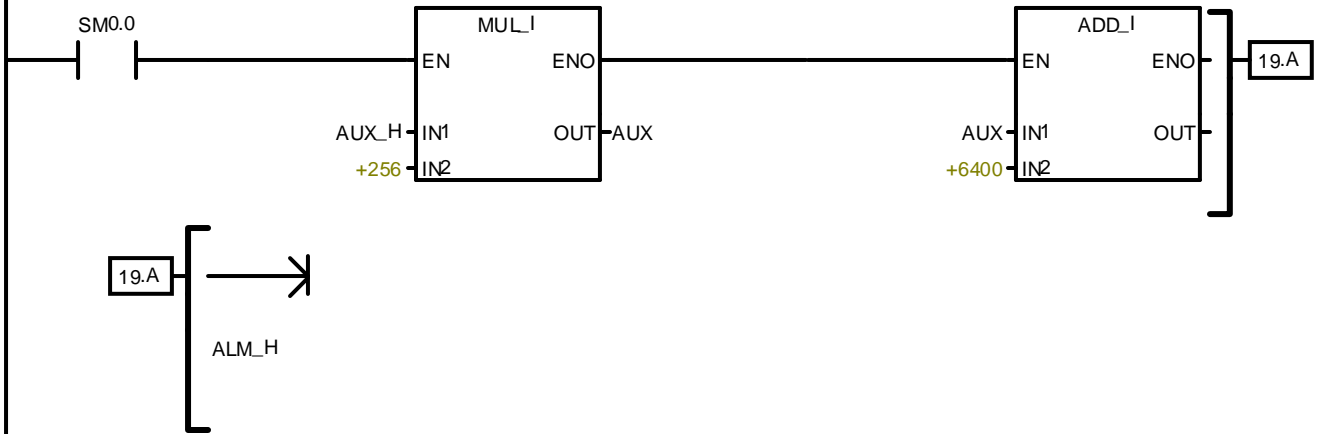 SM0.0
MUL_I
ADD_I
EN ENO
EN ENO
19.A
AUX_H IN1 OUT AUX
AUX IN1 OUT
+256 IN2
+6400 IN2
19.A
ALM_H